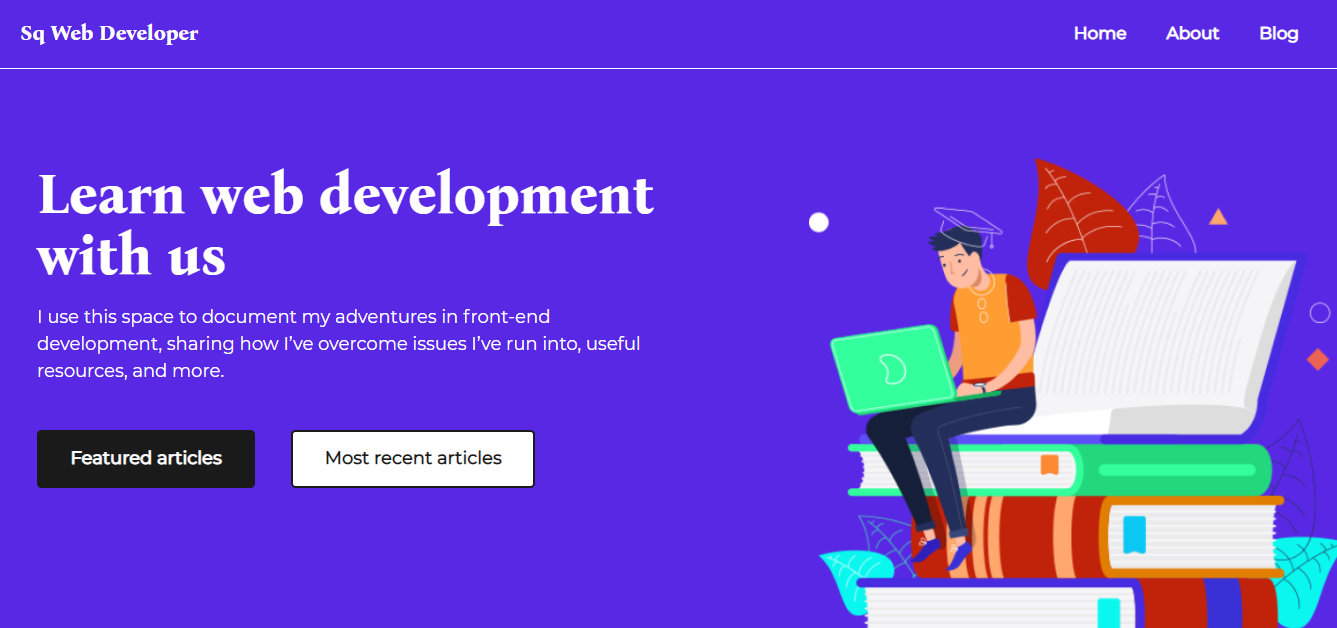 Sq Web Developer
Home About Blog
Learn web development
with us
I use this space to document my adventures in front-end
development, sharing how I’ve overcome issues I’ve run into, useful
resources, and more.
Featured articles Most recent articles